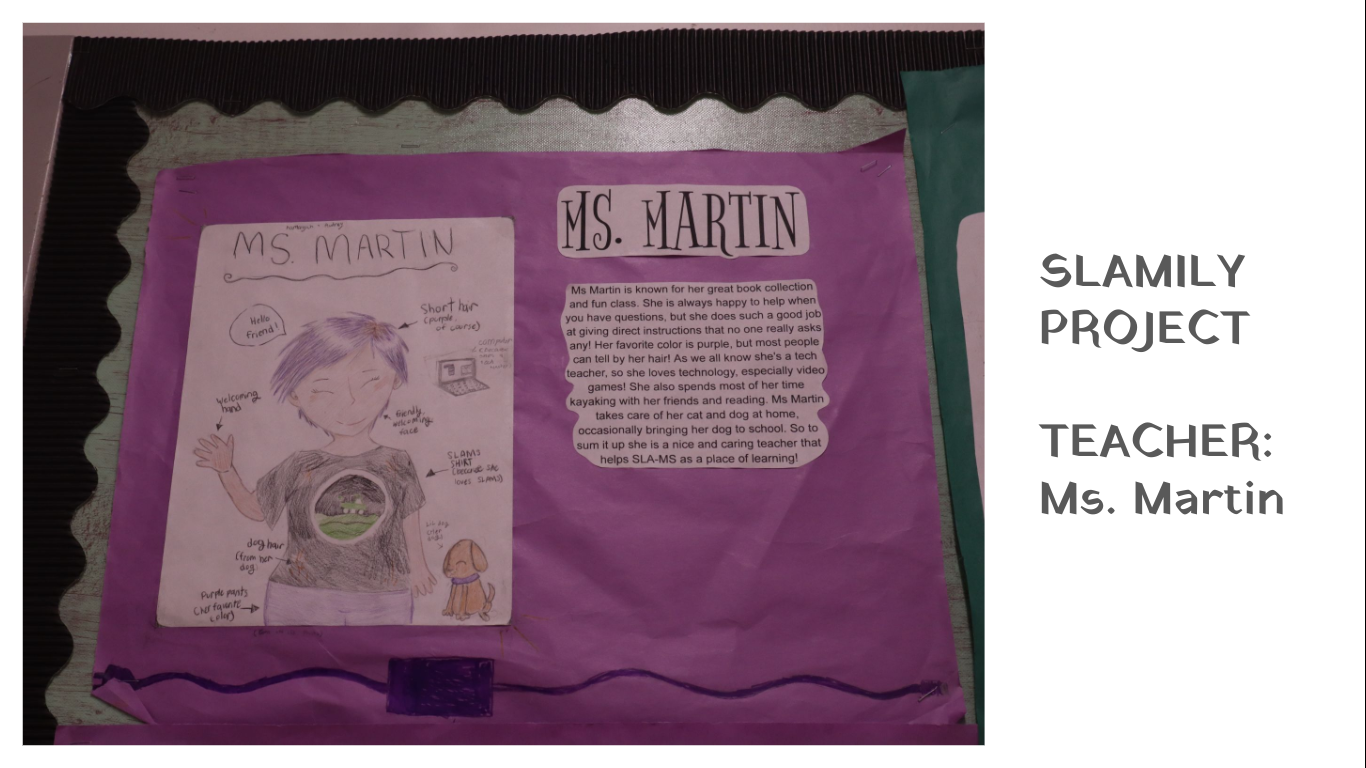 MS. MARTIN
Hello
friend!
Short hair
(purple,
of course)
computer
Welcoming
hand
friendly,
welcoming
face
SLAMS
SHIRT
(because she
loves SLAMS)
dog hair
(from her
dog)
Purple pants
(her favorite
color)
MS. MARTIN
Ms Martin is known for her great book collection
and fun class. She is always happy to help when
you have questions, but she does such a good job
at giving direct instructions that no one really asks
any! Her favorite color is purple, but most people
can tell by her hair! As we all know she's a tech
teacher, so she loves technology, especially video
games! She also spends most of her time
kayaking with her friends and reading. Ms Martin
takes care of her cat and dog at home,
occasionally bringing her dog to school. So to
sum it up she is a nice and caring teacher that
helps SLA-MS as a place of learning!
SLAMILY
PROJECT
TEACHER:
Ms. Martin